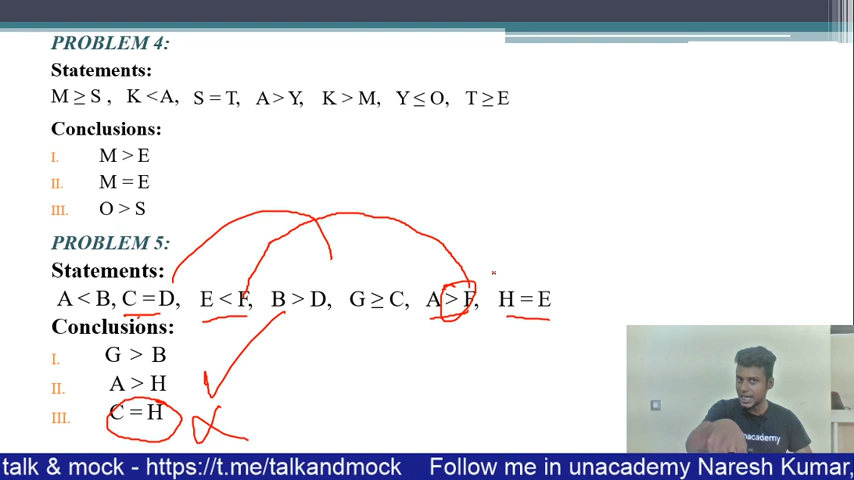 PROBLEM 4:
Statements:
M ≥ S , K < A, S = T, A > Y, K > M, Y ≤ O, T ≥ E
Conclusions:
I. M > E
II. M = E
III. O > S
PROBLEM 5:
Statements:
A < B, C = D, E < F, B > D, G ≥ C, A > F, H = E
Conclusions:
I. G > B
II. A > H
III. C = H
unacademy
talk & mock - https://t.me/talkandmock Follow me in unacademy Naresh Kumar,